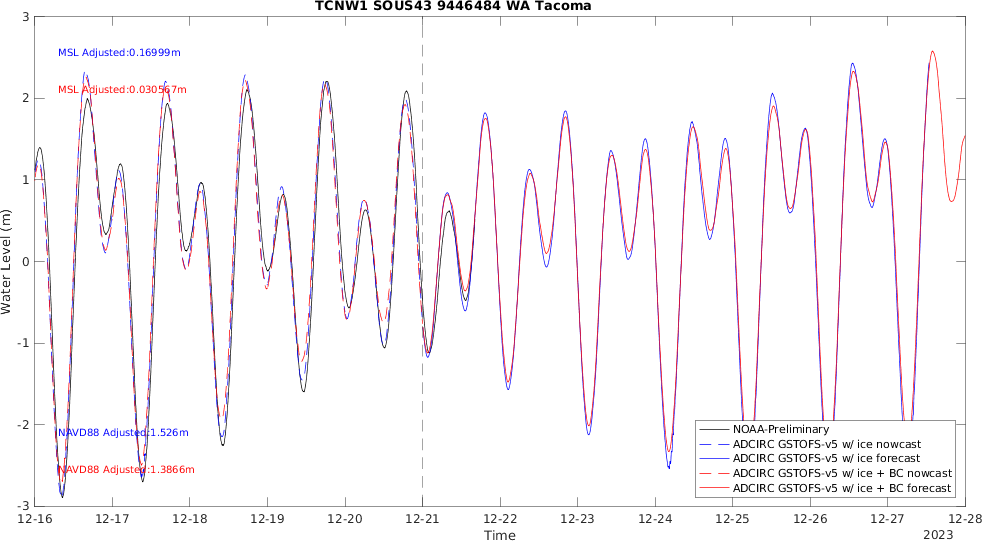 TCNW1 SOUS43 9446484 WA Tacoma
3
2
1
0
-1
-2
-3
Water Level (m)
MSL Adjusted:0.16999m
MSL Adjusted:0.030567m
NAVD88 Adjusted:1.526m
NAVD88 Adjusted:1.3866m
NOAA-Preliminary
ADCIRC GSTOFS-v5 w/ ice nowcast
ADCIRC GSTOFS-v5 w/ ice forecast
ADCIRC GSTOFS-v5 w/ ice + BC nowcast
ADCIRC GSTOFS-v5 w/ ice + BC forecast
12-16 12-17 12-18 12-19 12-20 12-21 12-22 12-23 12-24 12-25 12-26 12-27 12-28
Time
2023